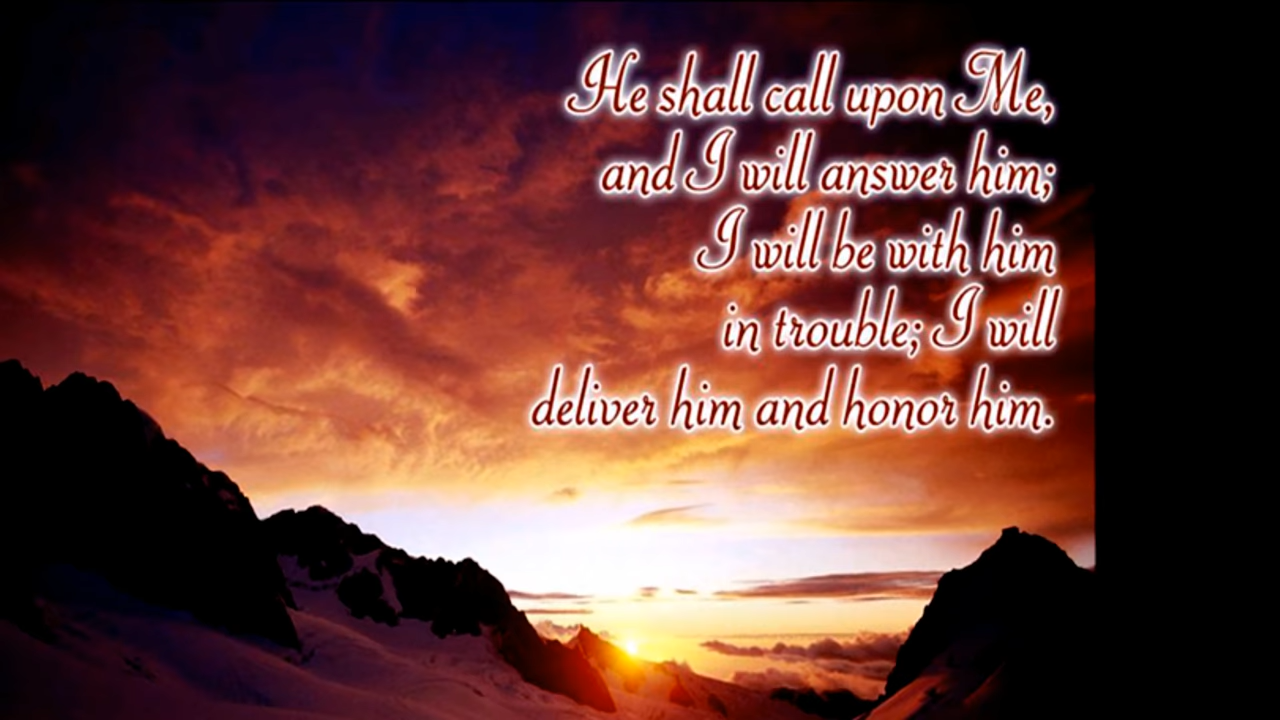 He shall call upon Me,
and I will answer him;
I will be with him
in trouble; I will
deliver him and honor him.